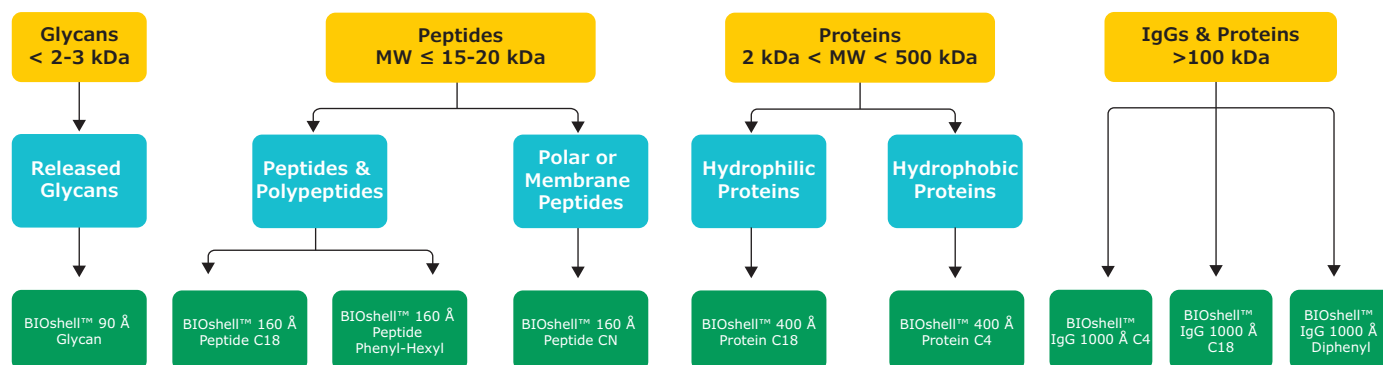 Glycans
< 2-3 kDa
Peptides
MW ≤ 15-20 kDa
Proteins
2 kDa < MW < 500 kDa
IgGs & Proteins
>100 kDa
Released
Glycans
Peptides &
Polypeptides
Polar or
Membrane
Peptides
Hydrophilic
Proteins
Hydrophobic
Proteins
BIOshell™ 90 Å
Glycan
BIOshell™ 160 Å
Peptide C18
BIOshell™ 160 Å
Peptide
Phenyl-Hexyl
BIOshell™ 160 Å
Peptide CN
BIOshell™ 400 Å
Protein C18
BIOshell™ 400 Å
Protein C4
BIOshell™
IgG 1000 Å C4
BIOshell™
IgG 1000 Å
C18
BIOshell™
IgG 1000 Å
Diphenyl